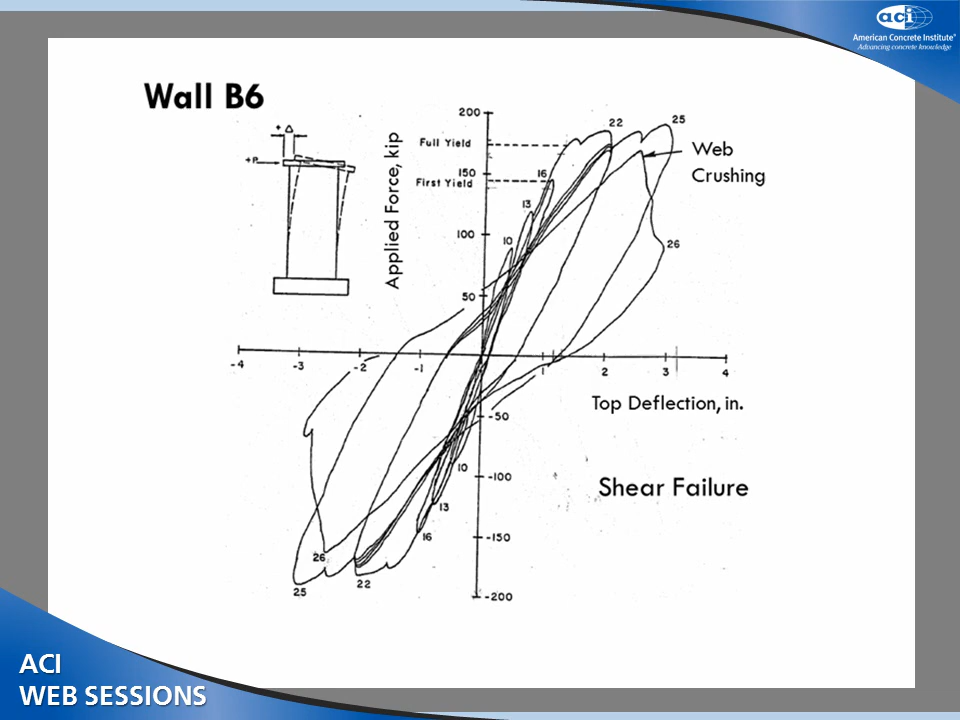 aci
American Concrete Institute®
Advancing concrete knowledge
Wall B6
+ Δ
+P
Applied Force, kip
200
150
100
50
Full Yield
First Yield
22
25
16
13
10
26
Web
Crushing
-4
-3
-2
-1
1
2
3
4
Top Deflection, in.
-50
-100
-150
-200
10
13
16
26
22
25
Shear Failure
ACI
WEB SESSIONS